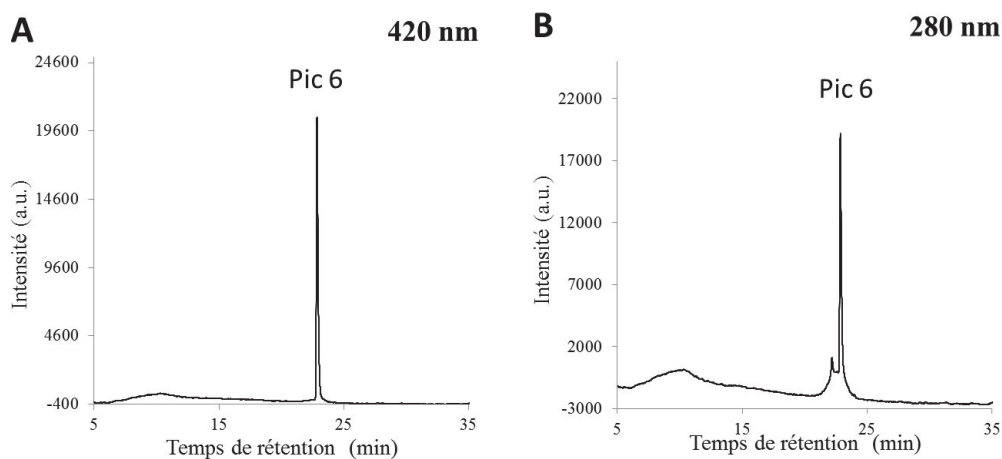 A
420 nm
24600
19600
14600
9600
4600
-400
Pic 6
Intensité (a.u.)
5
15
25
35
Temps de rétention (min)
B
280 nm
22000
17000
12000
7000
2000
-3000
Pic 6
Intensité (a.u.)
5
15
25
35
Temps de rétention (min)